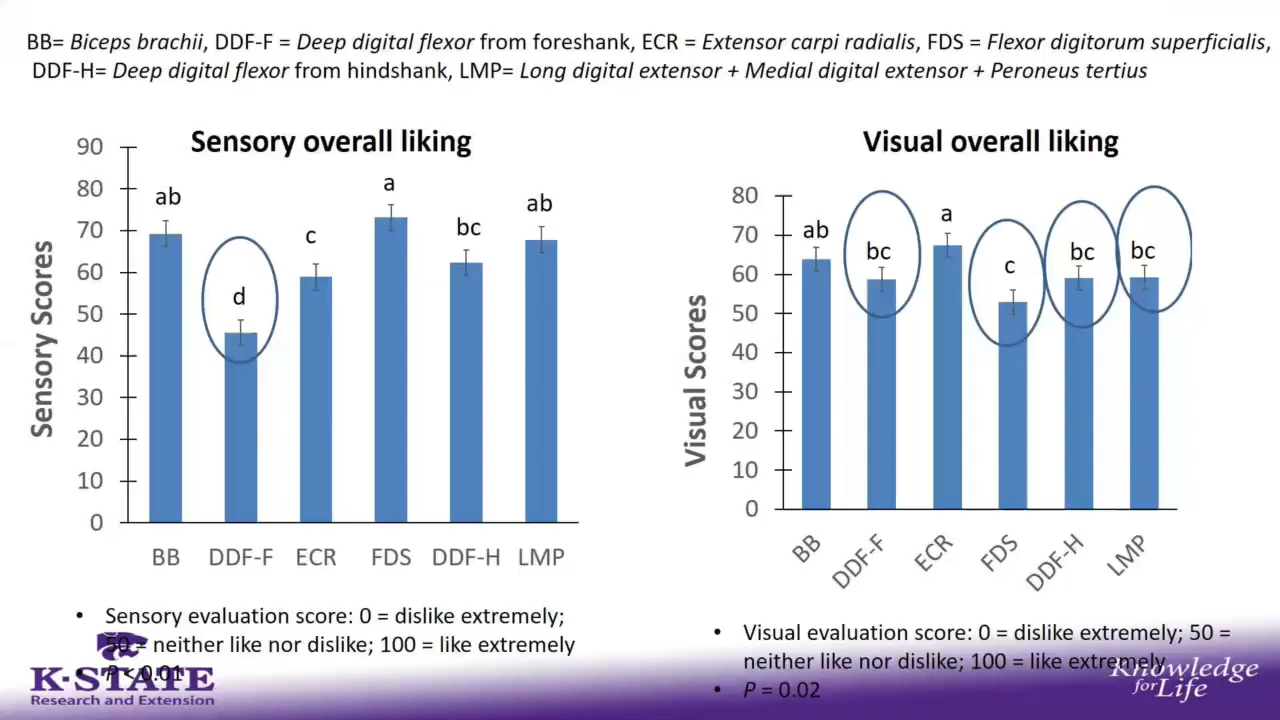 BB= Biceps brachii, DDF-F = Deep digital flexor from foreshank, ECR = Extensor carpi radialis, FDS = Flexor digitorum superficialis,
DDF-H= Deep digital flexor from hindshank, LMP= Long digital extensor + Medial digital extensor + Peroneus tertius
Sensory overall liking
Sensory Scores
90
80
70
60
50
40
30
20
10
0
ab
d
c
a
bc
ab
BB DDF-F ECR FDS DDF-H LMP
• Sensory evaluation score: 0 = dislike extremely;
50 = neither like nor dislike; 100 = like extremely
• P < 0.01
Visual overall liking
Visual Scores
80
70
60
50
40
30
20
10
0
ab
bc
a
c
bc
bc
BB DDF-F ECR FDS DDF-H LMP
• Visual evaluation score: 0 = dislike extremely; 50 =
neither like nor dislike; 100 = like extremely
• P = 0.02
K-STATE
Research and Extension
Knowledge
for Life